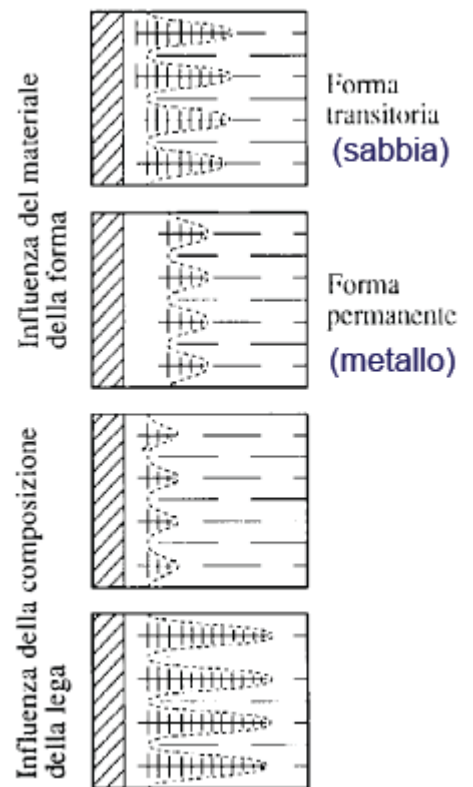 Influenza del materiale
della forma
Forma
transitoria
(sabbia)
Forma
permanente
(metallo)
Influenza della composizione
della lega